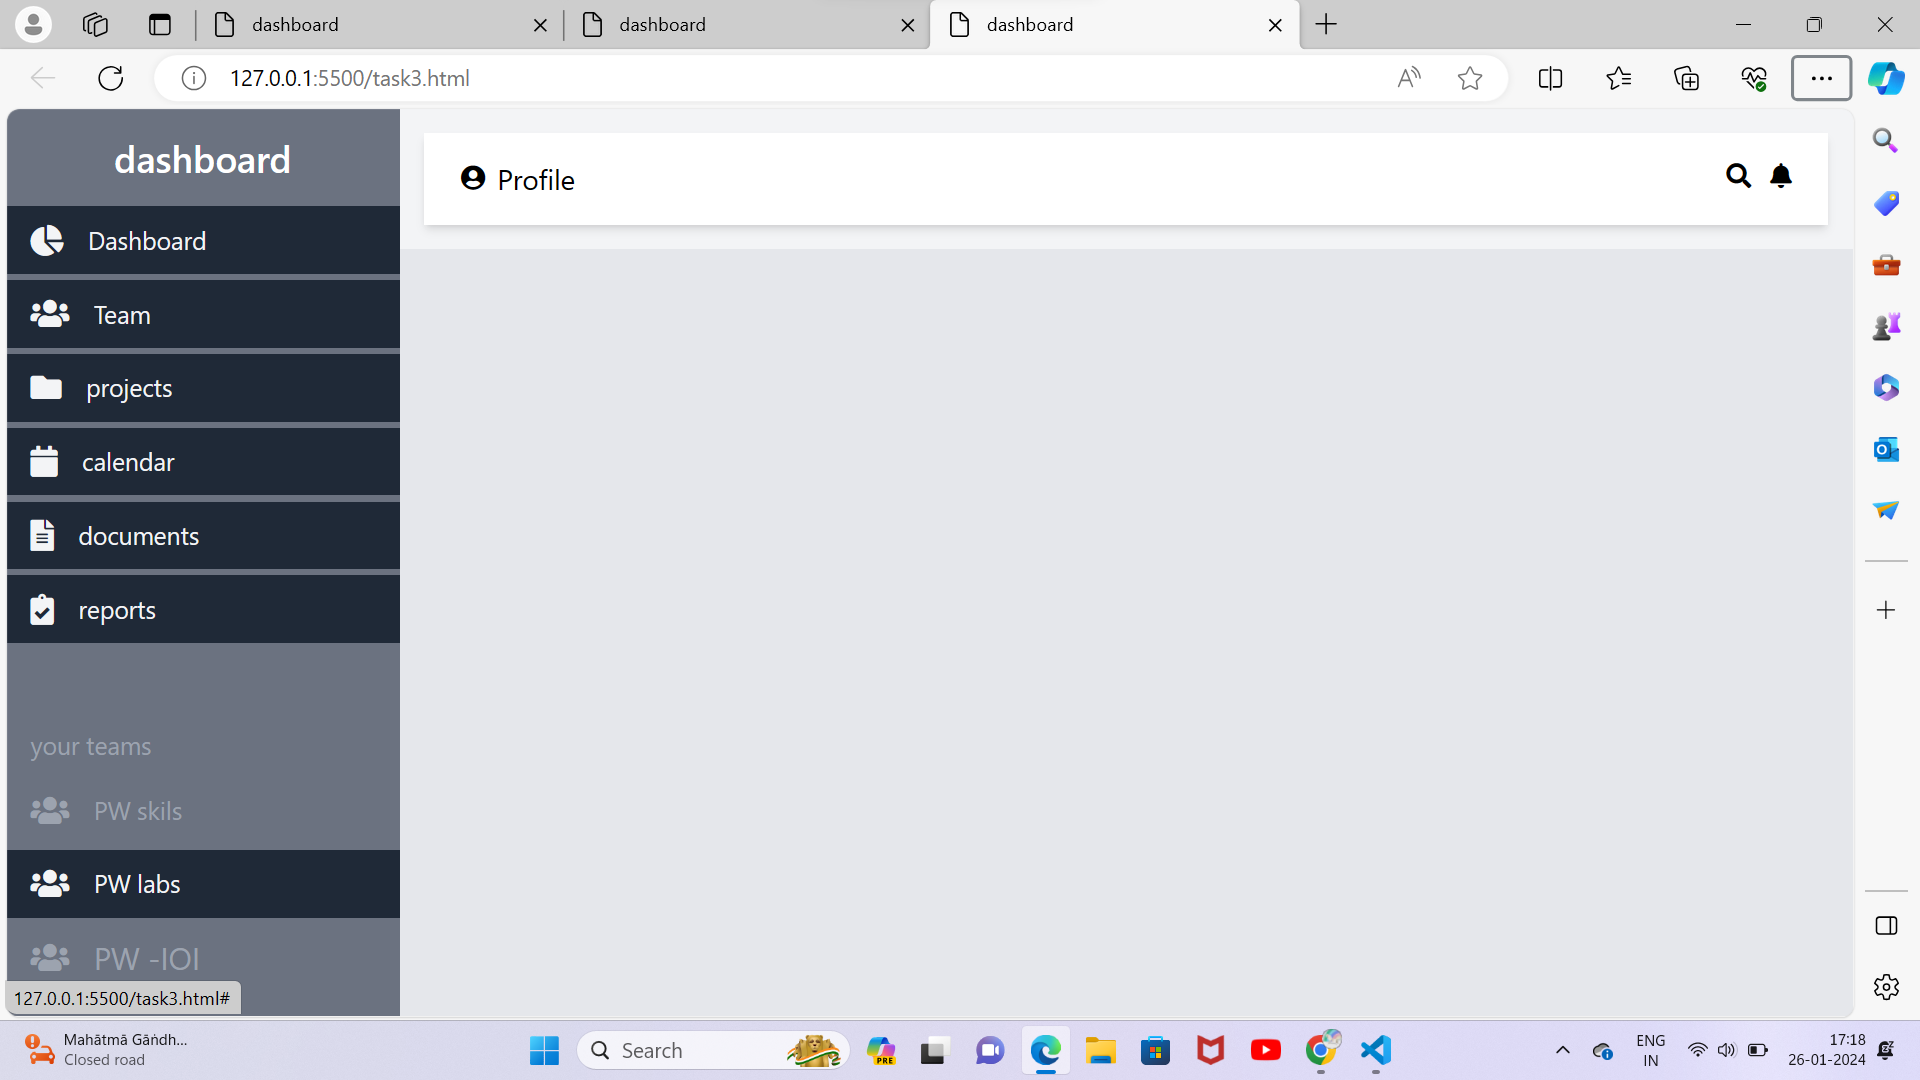 dashboard
dashboard
dashboard
127.0.0.1:5500/task3.html
dashboard
Profile
Dashboard
Team
projects
calendar
documents
reports
your teams
PW skils
PW labs
PW -IOI
127.0.0.1:5500/task3.html#
Mahātmā Gāṅdh...
Closed road
Search
PRE
ENG
IN
17:18
26-01-2024